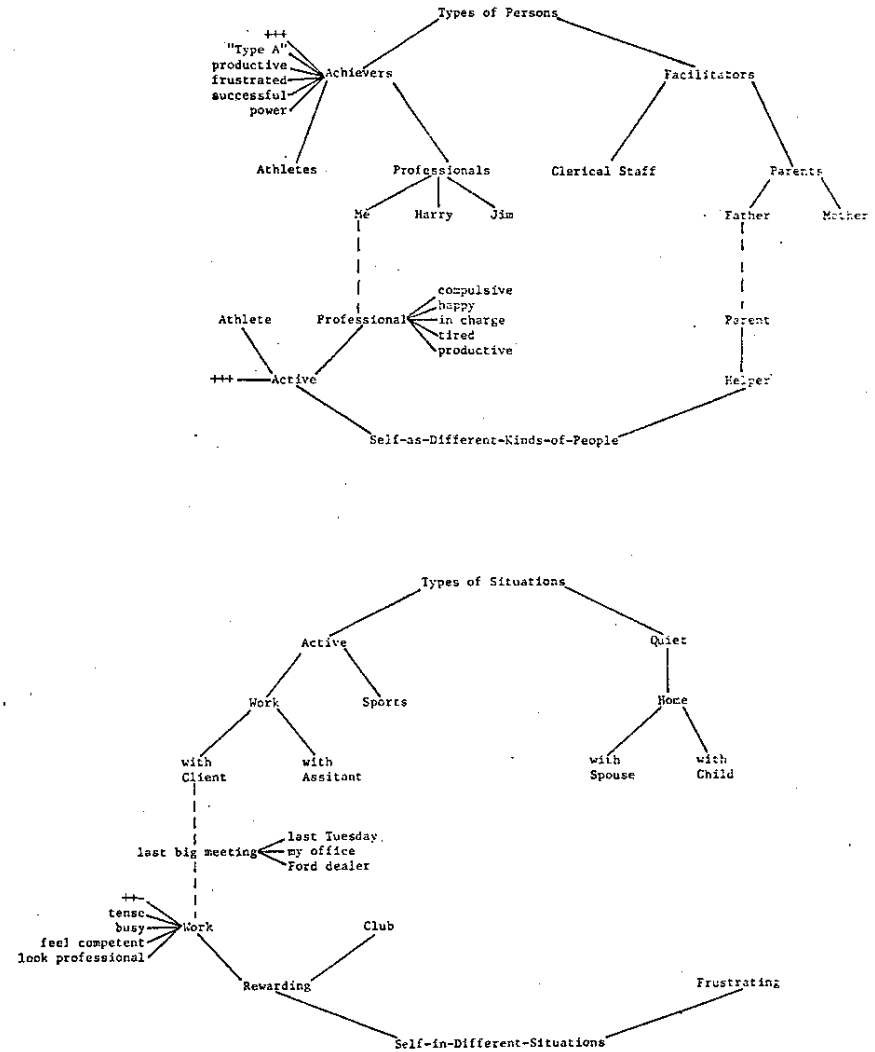 Types of Persons
+++
"Type A"
productive
frustrated
successful
power
Achievers
Facilitators
Athletes
Professionals
Clerical Staff
Parents
Me
Harry
Jim
Father
Mother
compulsive
happy
in charge
tired
productive
Athlete
Professional
Parent
+++
Active
Helper
Self-as-Different-Kinds-of-People
Types of Situations
Active
Quiet
Work
Sports
Home
with
Client
with
Assitant
with
Spouse
with
Child
last big meeting
last Tuesday
my office
Ford dealer
++-
tense
busy
feel competent
look professional
Work
Club
Rewarding
Frustrating
Self-in-Different-Situations